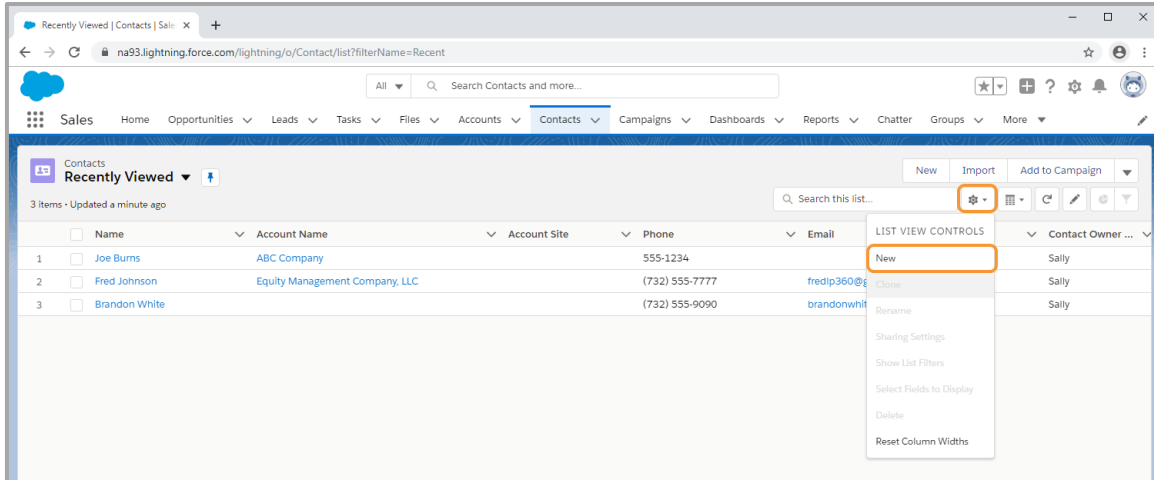 Recently Viewed | Contacts | Sale
na93.lightning.force.com/lightning/o/Contact/list?filterName=Recent
All Search Contacts and more...
Sales Home Opportunities Leads Tasks Files Accounts Contacts Campaigns Dashboards Reports Chatter Groups More
Contacts
Recently Viewed
New Import Add to Campaign
3 items • Updated a minute ago
Search this list...
Name Account Name Account Site Phone Email Contact Owner ...
1 Joe Burns ABC Company 555-1234 Sally
2 Fred Johnson Equity Management Company, LLC (732) 555-7777 fredlp360@g Sally
3 Brandon White (732) 555-9090 brandonwhit Sally
LIST VIEW CONTROLS
New
Clone
Rename
Sharing Settings
Show List Filters
Select Fields to Display
Delete
Reset Column Widths